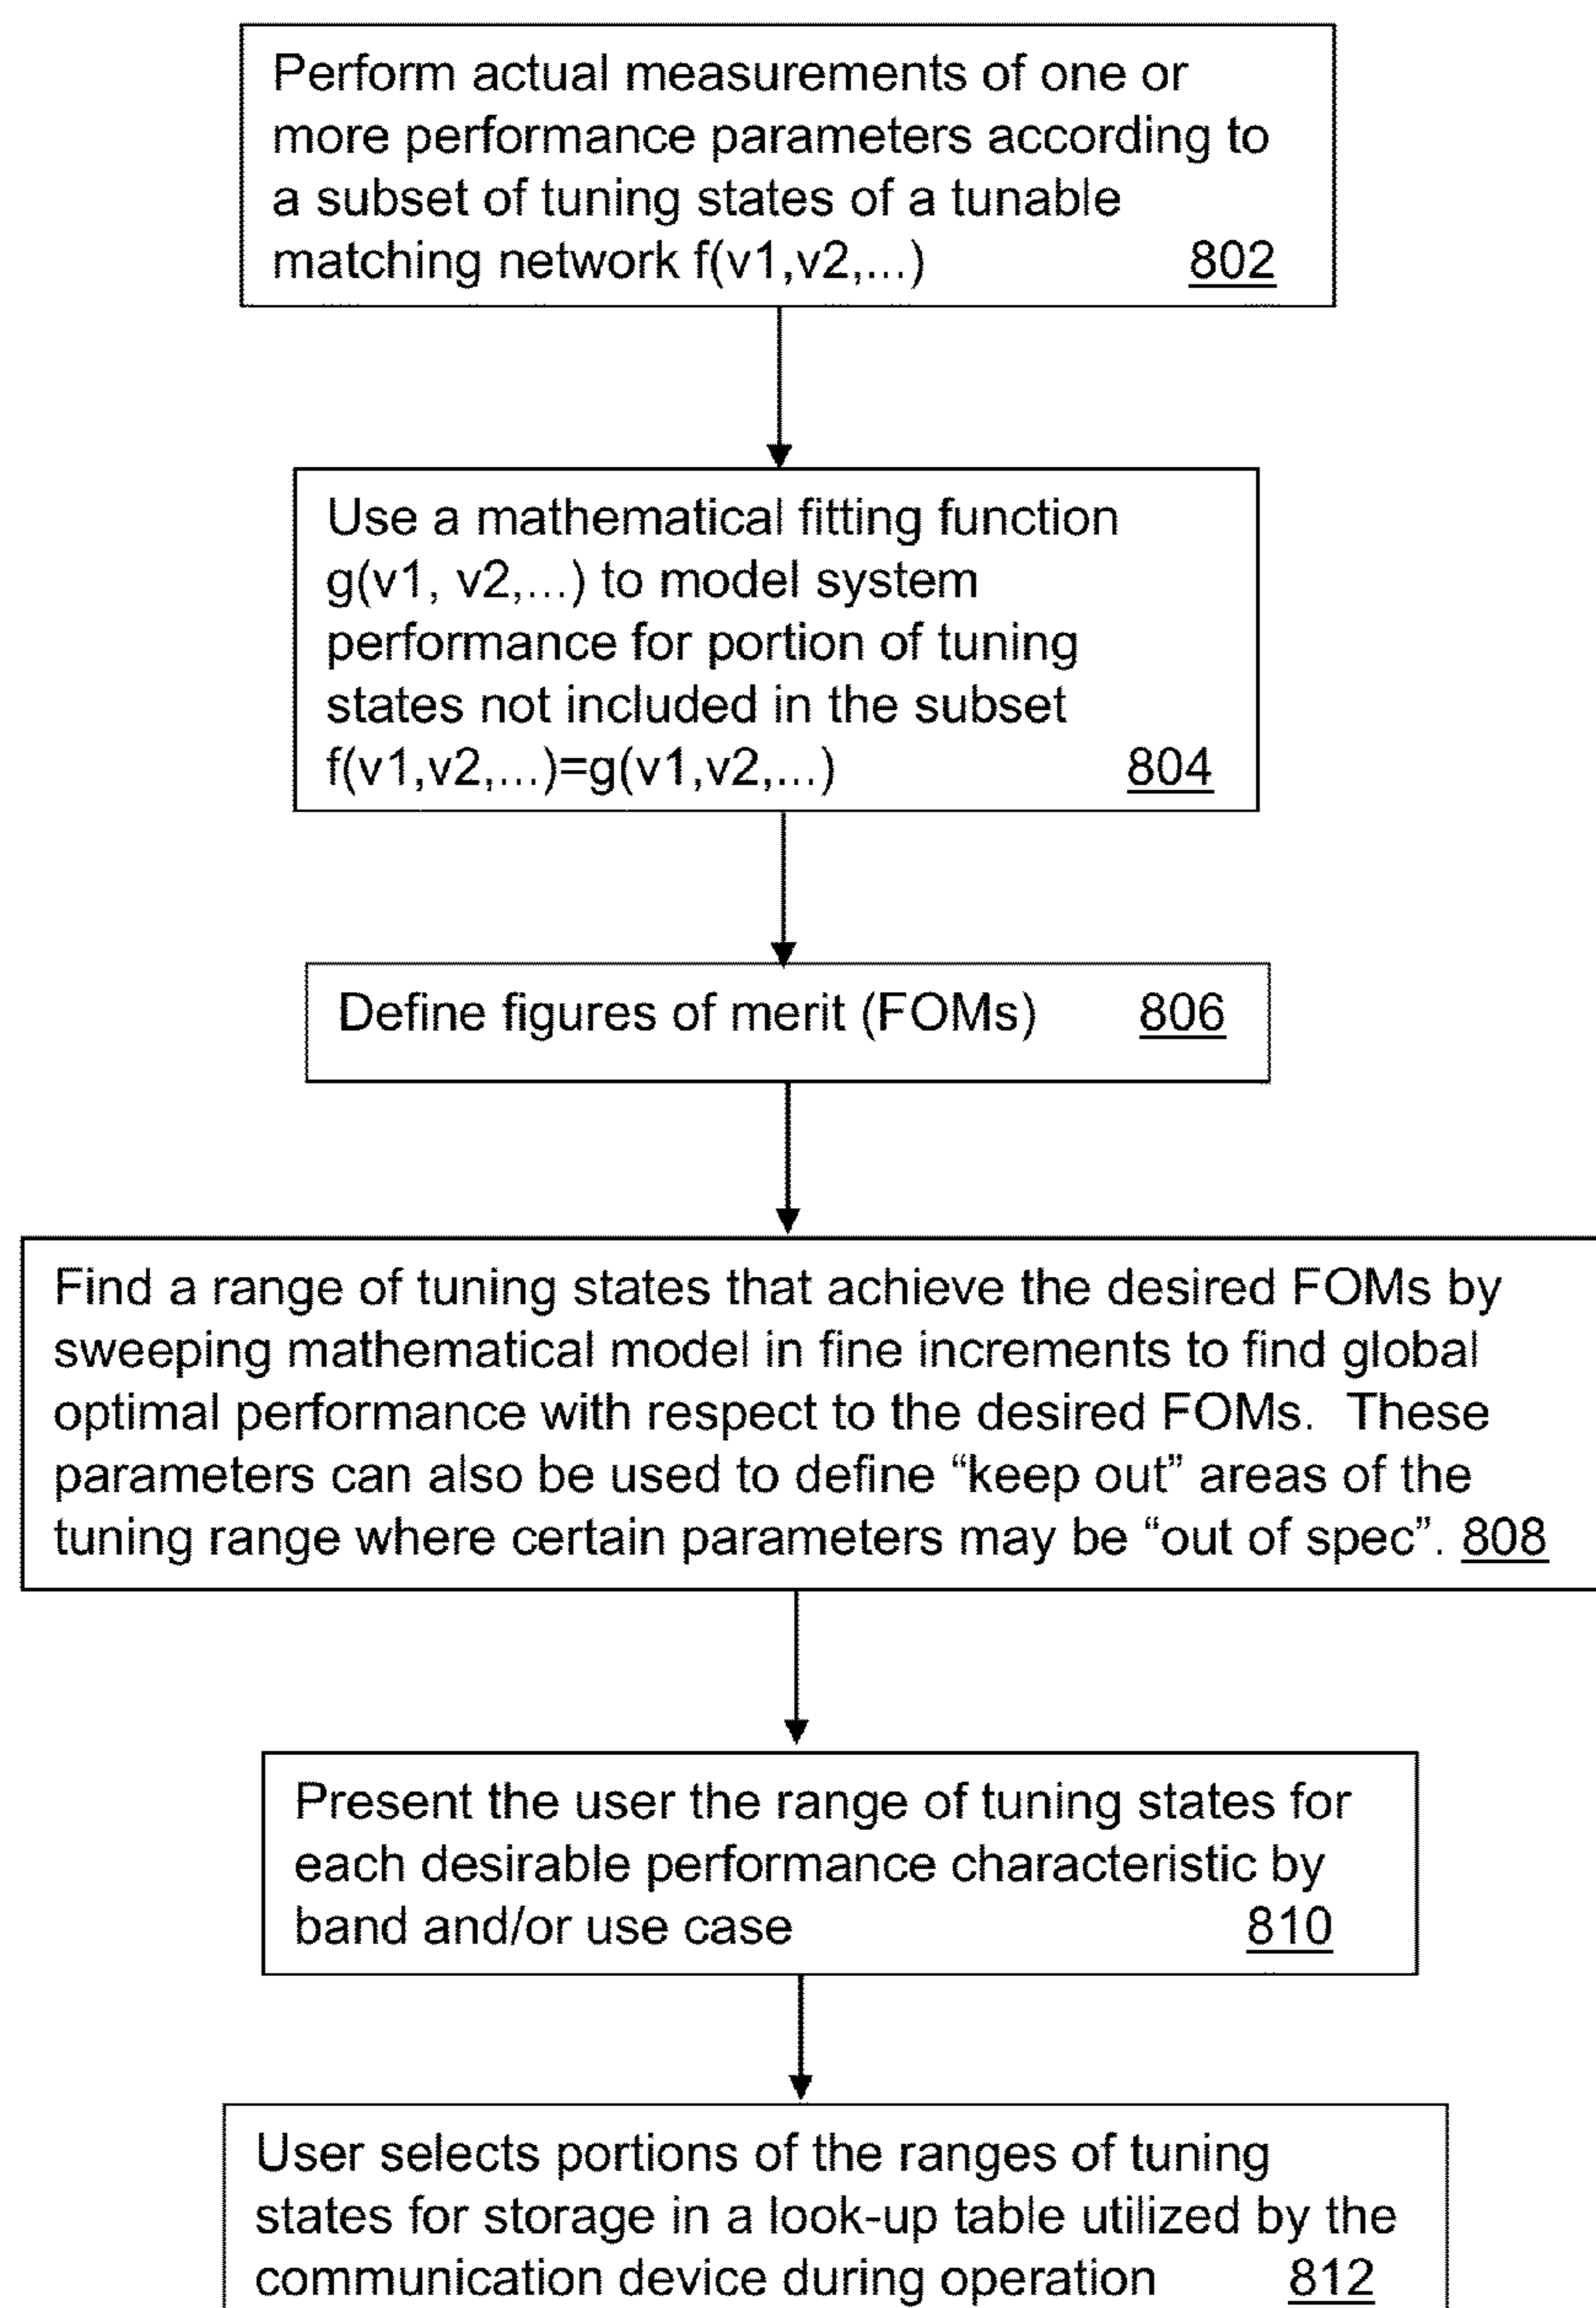 Perform actual measurements of one or
more performance parameters according to
a subset of tuning states of a tunable
matching network f(v1,v2,...) 802
Use a mathematical fitting function
g(v1, v2,...) to model system
performance for portion of tuning
states not included in the subset
f(v1,v2,...)=g(v1,v2,...) 804
Define figures of merit (FOMs) 806
Find a range of tuning states that achieve the desired FOMs by
sweeping mathematical model in fine increments to find global
optimal performance with respect to the desired FOMs. These
parameters can also be used to define “keep out” areas of the
tuning range where certain parameters may be “out of spec”. 808
Present the user the range of tuning states for
each desirable performance characteristic by
band and/or use case 810
User selects portions of the ranges of tuning
states for storage in a look-up table utilized by the
communication device during operation 812